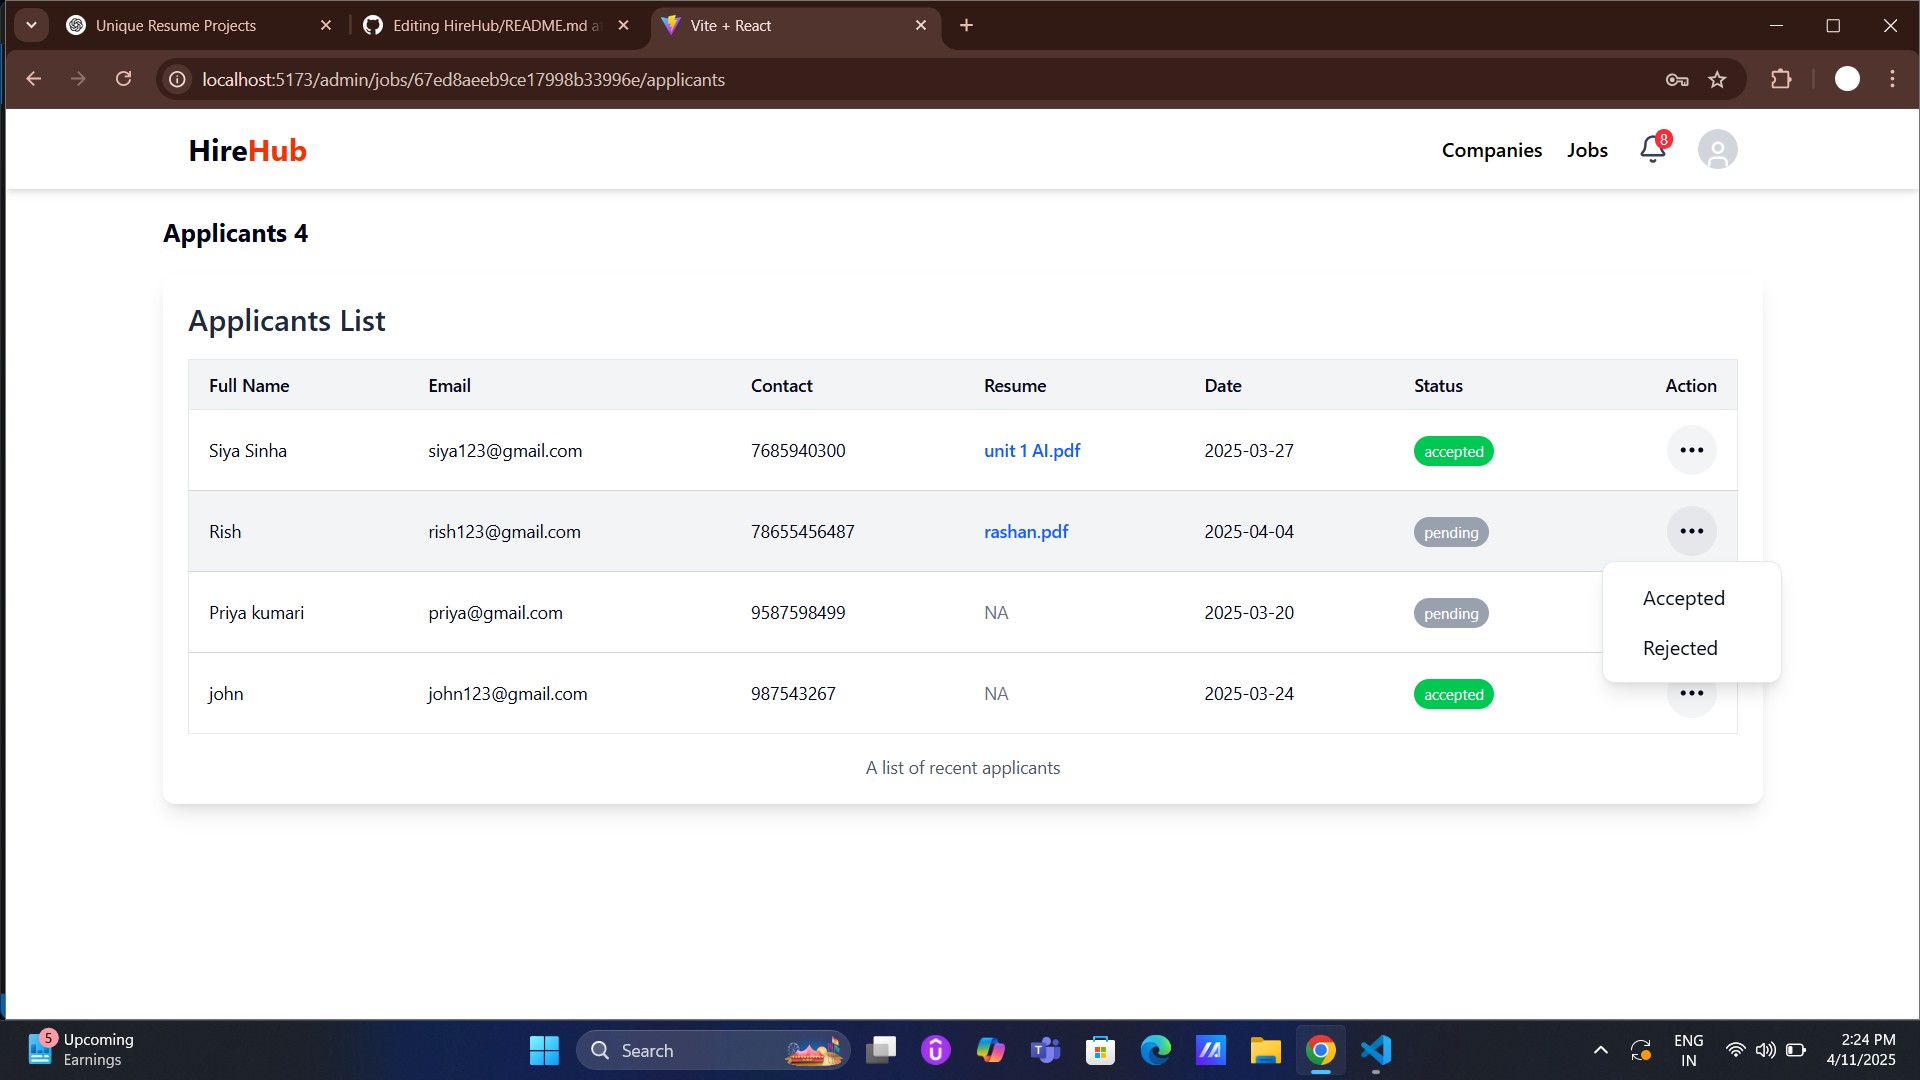 Unique Resume Projects
Editing HireHub/README.md a
Vite + React
localhost:5173/admin/jobs/67ed8aeeb9ce17998b33996e/applicants
HireHub
Companies Jobs 8
Applicants 4
Applicants List
Full Name Email Contact Resume Date Status Action
Siya Sinha siya123@gmail.com 7685940300 unit 1 AI.pdf 2025-03-27 accepted
Rish rish123@gmail.com 78655456487 rashan.pdf 2025-04-04 pending
Accepted
Priya kumari priya@gmail.com 9587598499 NA 2025-03-20 pending
Rejected
john john123@gmail.com 987543267 NA 2025-03-24 accepted
A list of recent applicants
5 Upcoming
Earnings
Search
ENG
IN
2:24 PM
4/11/2025